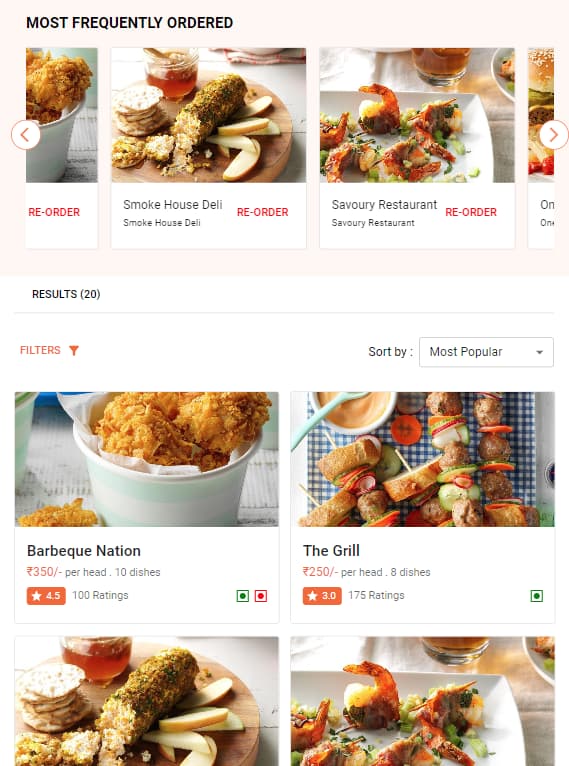 MOST FREQUENTLY ORDERED
RE-ORDER
Smoke House Deli
Smoke House Deli
RE-ORDER
Savoury Restaurant
Savoury Restaurant
RE-ORDER
RESULTS (20)
FILTERS
Sort by :
Most Popular
Barbeque Nation
₹350/- per head . 10 dishes
4.5
100 Ratings
The Grill
₹250/- per head . 8 dishes
3.0
175 Ratings